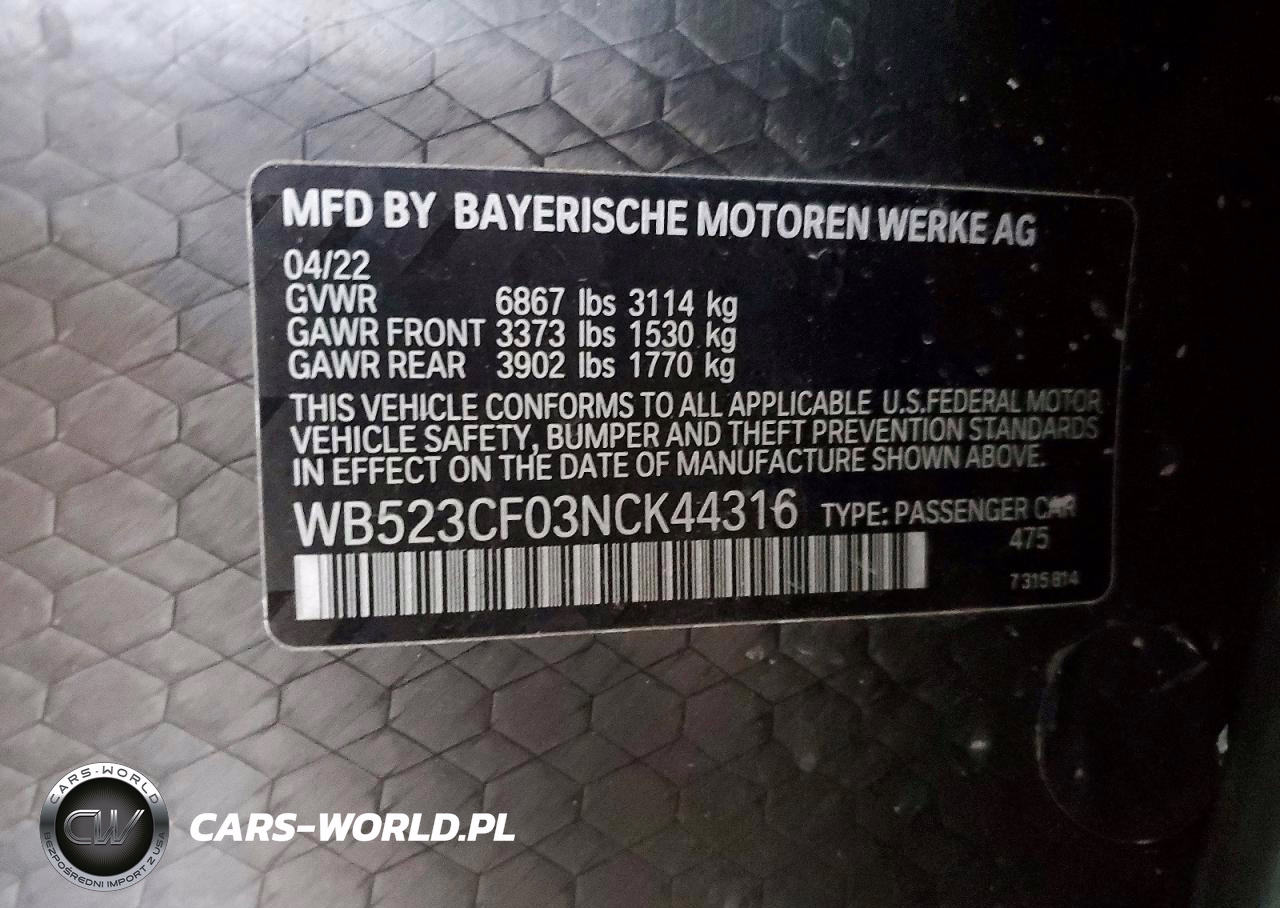 MFD BY BAYERISCHE MOTOREN WERKE AG
04/22
GVWR 6867 lbs 3114 kg
GAWR FRONT 3373 lbs 1530 kg
GAWR REAR 3902 lbs 1770 kg
THIS VEHICLE CONFORMS TO ALL APPLICABLE U.S.FEDERAL MOTOR
VEHICLE SAFETY, BUMPER AND THEFT PREVENTION STANDARDS
IN EFFECT ON THE DATE OF MANUFACTURE SHOWN ABOVE.
WB523CF03NCK44316 TYPE: PASSENGER CAR
475
7 315 814
CARS-WORLD
CW
BEZPOŚREDNI IMPORT Z USA
CARS-WORLD.PL